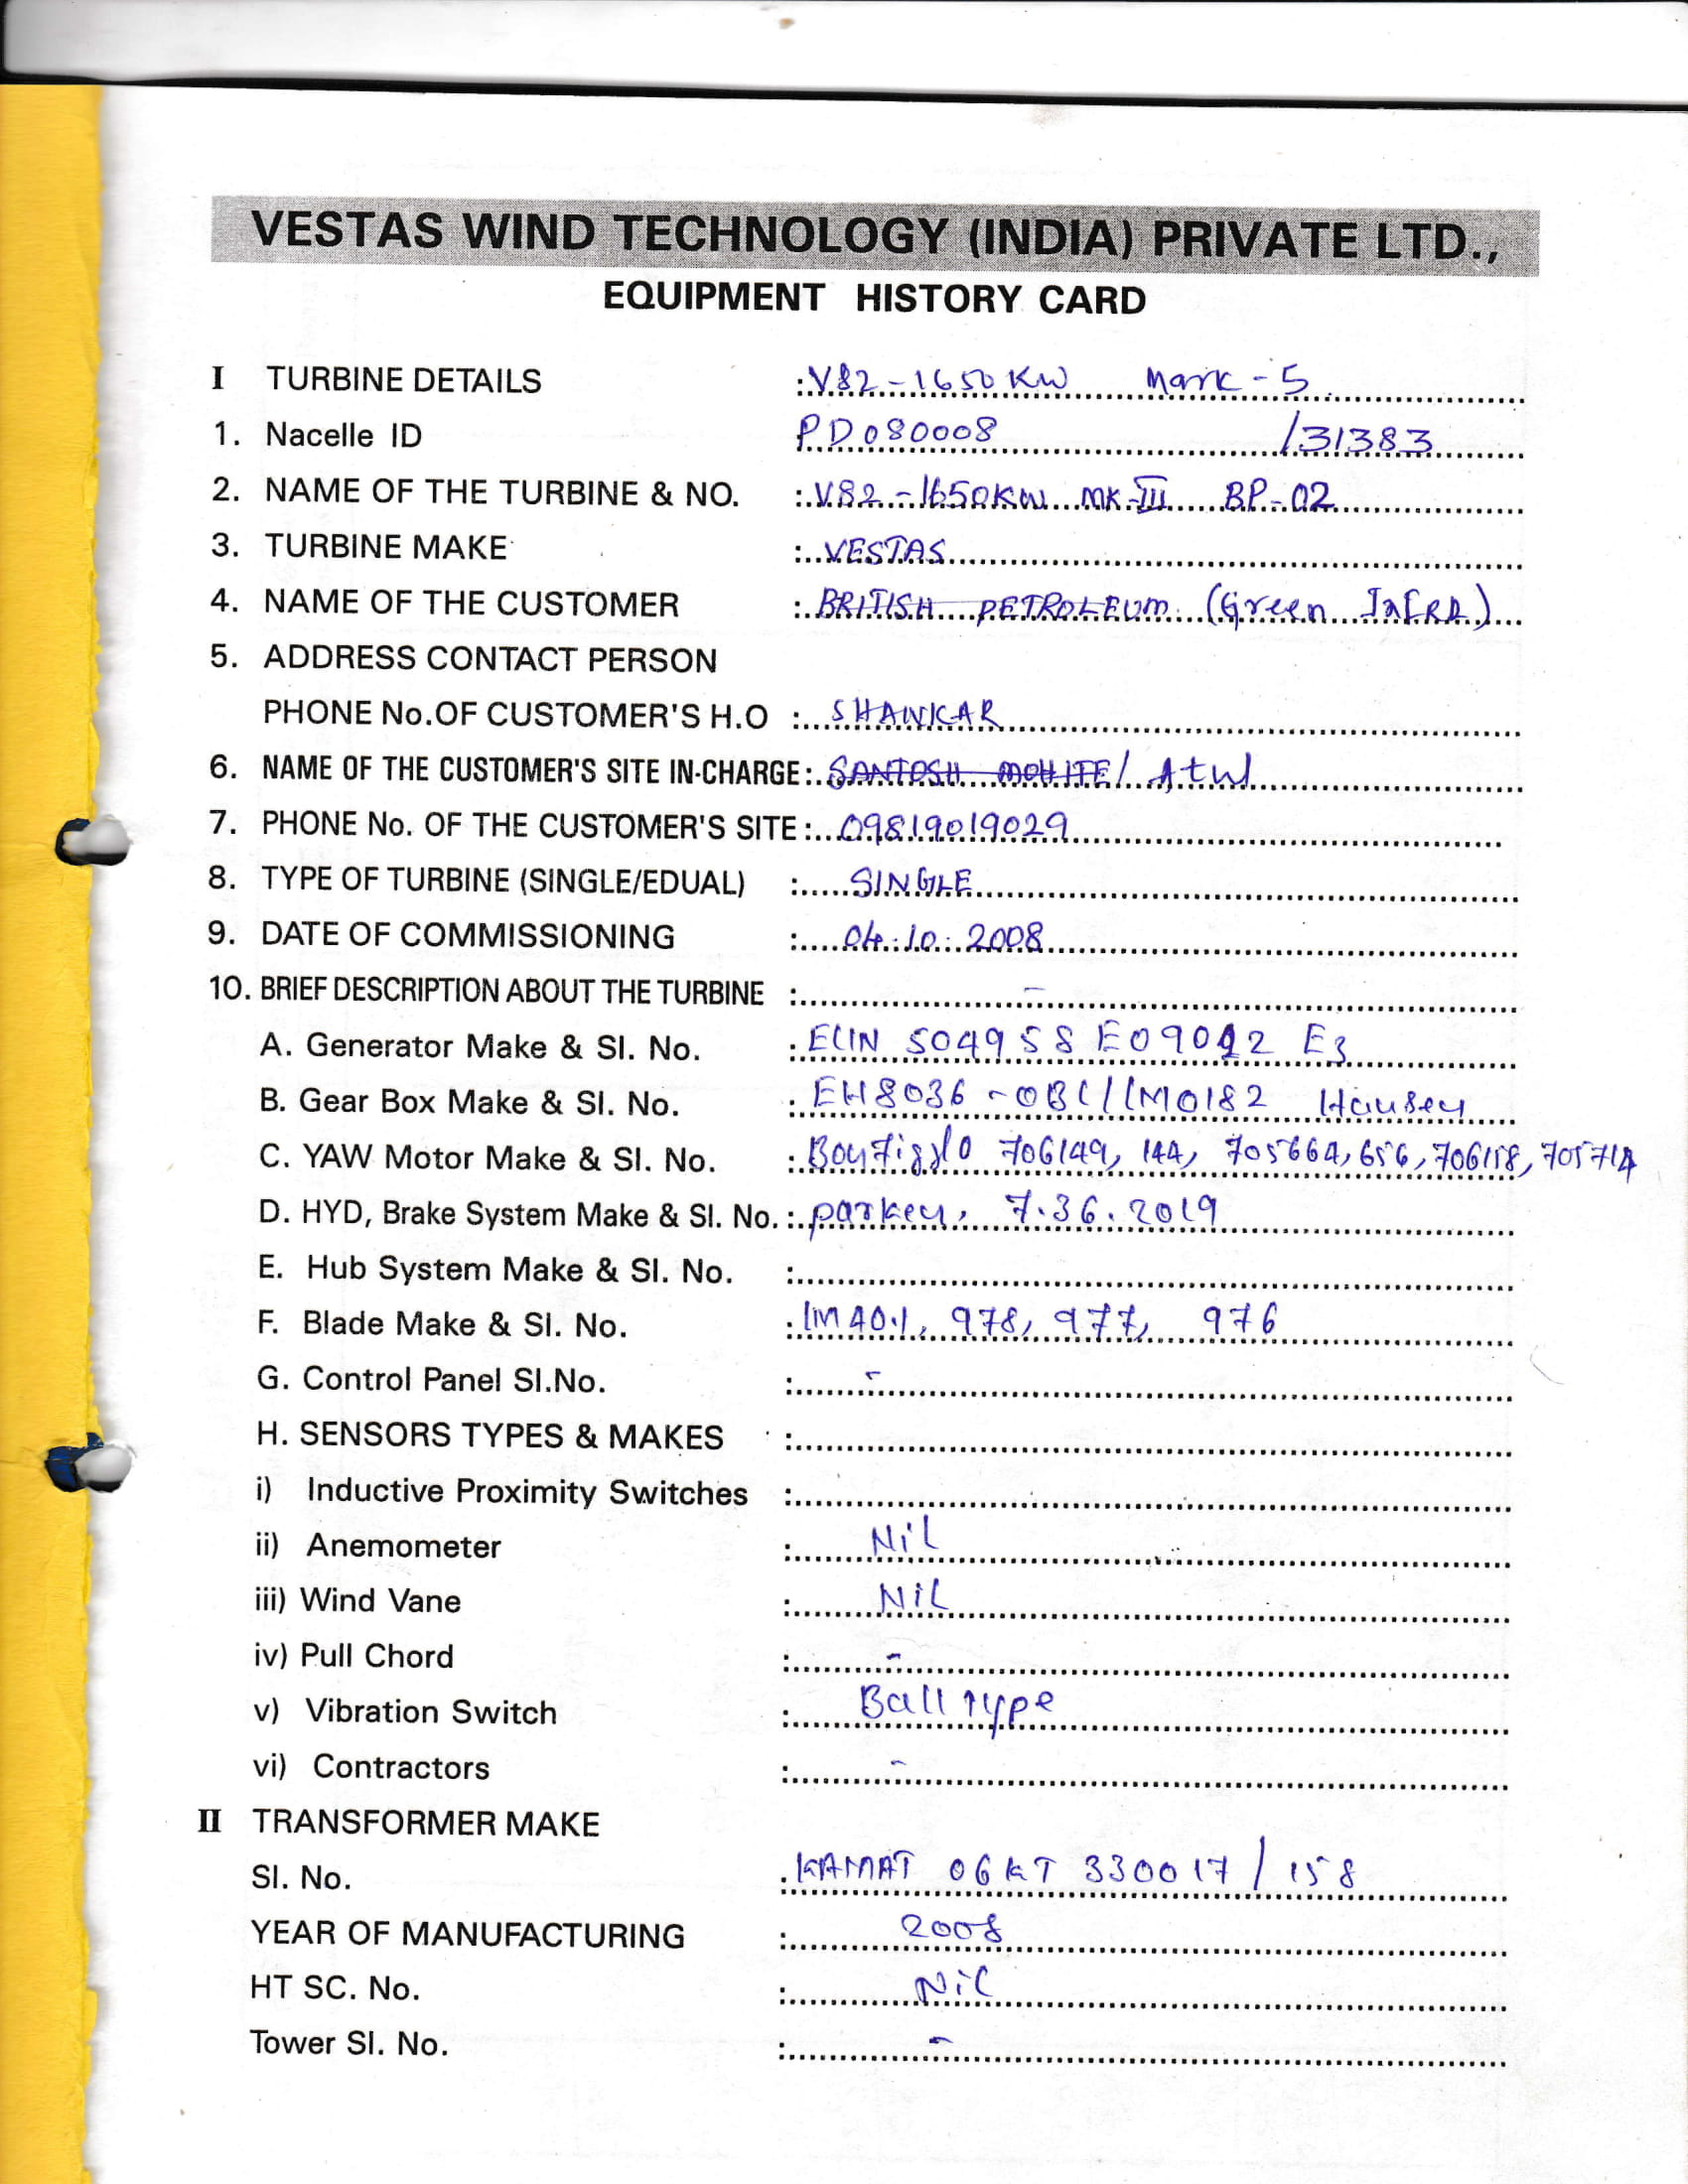 VESTAS WIND TECHNOLOGY (INDIA) PRIVATE LTD.,
EQUIPMENT HISTORY CARD
I TURBINE DETAILS : V82-1650 KW Mark-5
1. Nacelle ID PD080008 /31383
2. NAME OF THE TURBINE & NO. : V82-1650KW MK-III BP-02
3. TURBINE MAKE : VESTAS
4. NAME OF THE CUSTOMER : BRITISH PETROLEUM (Green Infra)
5. ADDRESS CONTACT PERSON
PHONE No.OF CUSTOMER'S H.O : SHANKAR
6. NAME OF THE CUSTOMER'S SITE IN-CHARGE : SANTOSH MOHITE / Atul
7. PHONE No. OF THE CUSTOMER'S SITE : 09819019029
8. TYPE OF TURBINE (SINGLE/EDUAL) : SINGLE
9. DATE OF COMMISSIONING : 04.10.2008
10. BRIEF DESCRIPTION ABOUT THE TURBINE : -
A. Generator Make & Sl. No. : ELIN 504958 E09012 E3
B. Gear Box Make & Sl. No. : EH8036
C. YAW Motor Make & Sl. No. : 706149, 144, 705664, 656, 706158, 705714
D. HYD, Brake System Make & Sl. No. : parker, 7.36.2019
E. Hub System Make & Sl. No. :
F. Blade Make & Sl. No. : LM 40.1, 978, 977, 976
G. Control Panel Sl.No. : -
H. SENSORS TYPES & MAKES :
i) Inductive Proximity Switches :
ii) Anemometer : Nil
iii) Wind Vane : Nil
iv) Pull Chord : -
v) Vibration Switch : Ball type
vi) Contractors : -
II TRANSFORMER MAKE
Sl. No. : KAMAT 06KT 330017 / 158
YEAR OF MANUFACTURING : 2008
HT SC. No. : Nil
Tower Sl. No. : -